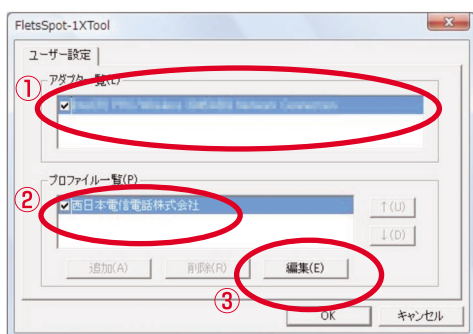 FletsSpot-1XTool
ユーザー設定
①
アダプター一覧(L)
Network Connection
②
プロファイル一覧(P)
西日本電信電話株式会社
↑(U)
↓(D)
追加(A) 削除(R) 編集(E)
③
OK キャンセル